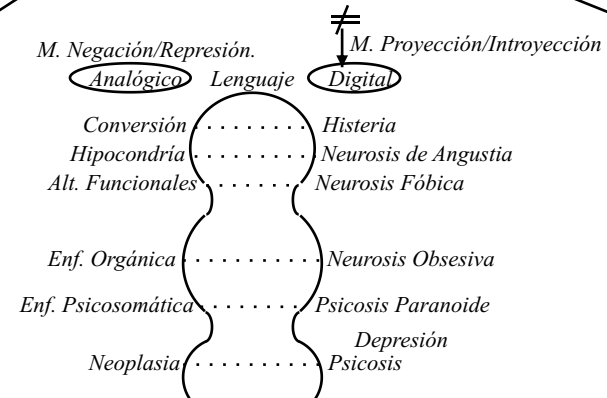 M. Proyección/Introyección
M. Negación/Represión.
Analógico Lenguaje Digital
Conversión Histeria
Hipocondría Neurosis de Angustia
Alt. Funcionales Neurosis Fóbica
Enf. Orgánica Neurosis Obsesiva
Enf. Psicosomática Psicosis Paranoide
Depresión
Neoplasia Psicosis